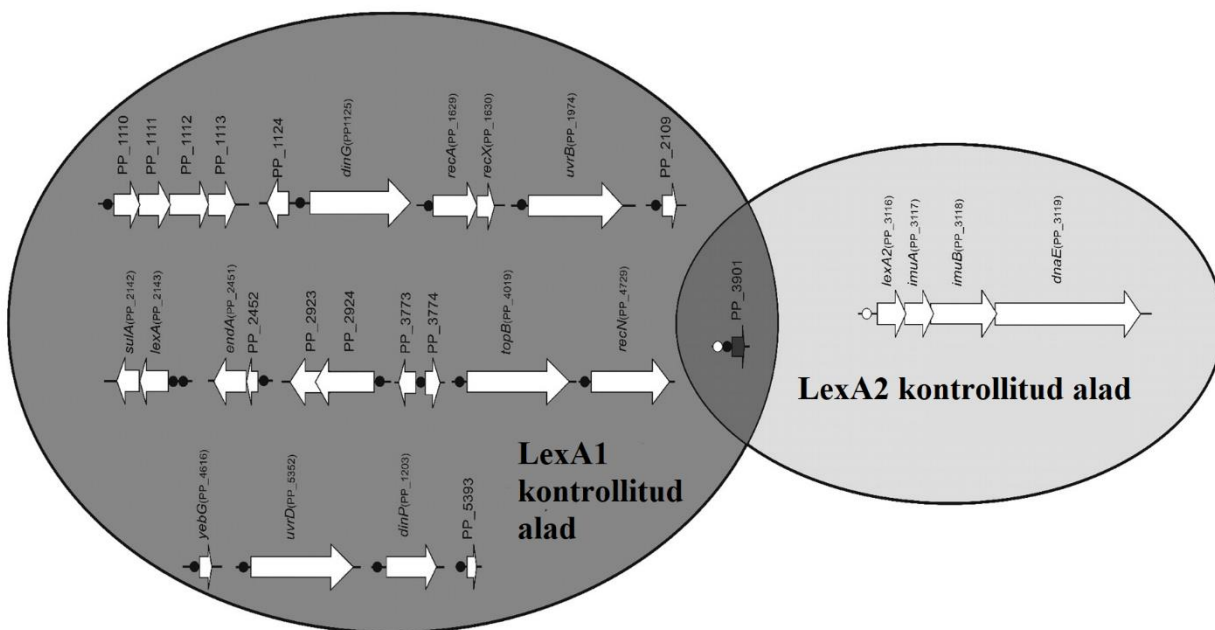 PP_1110
PP_1111
PP_1112
PP_1113
PP_1124
dinG(PP1125)
recA(PP_1629)
recX(PP_1630)
uvrB(PP_1974)
PP_2109
sulA(PP_2142)
lexA(PP_2143)
endA(PP_2451)
PP_2452
PP_2923
PP_2924
PP_3773
PP_3774
topB(PP_4019)
recN(PP_4729)
yebG(PP_4616)
uvrD(PP_5352)
dinP(PP_1203)
PP_5393
LexA1
kontrollitud
alad
PP_3901
lexA2(PP_3116)
imuA(PP_3117)
imuB(PP_3118)
dnaE(PP_3119)
LexA2 kontrollitud alad